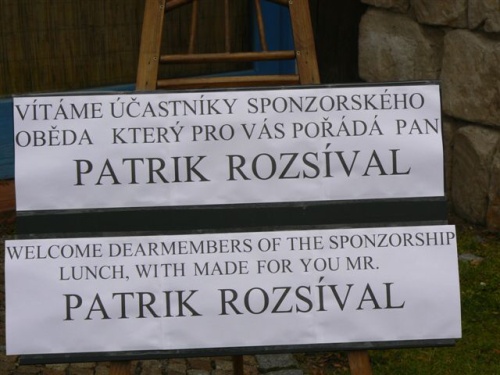 VÍTÁME ÚČASTNÍKY SPONZORSKÉHO
OBĚDA KTERÝ PRO VÁS POŘÁDÁ PAN
PATRIK ROZSÍVAL
WELCOME DEARMEMBERS OF THE SPONZORSHIP
LUNCH, WITH MADE FOR YOU MR.
PATRIK ROZSÍVAL